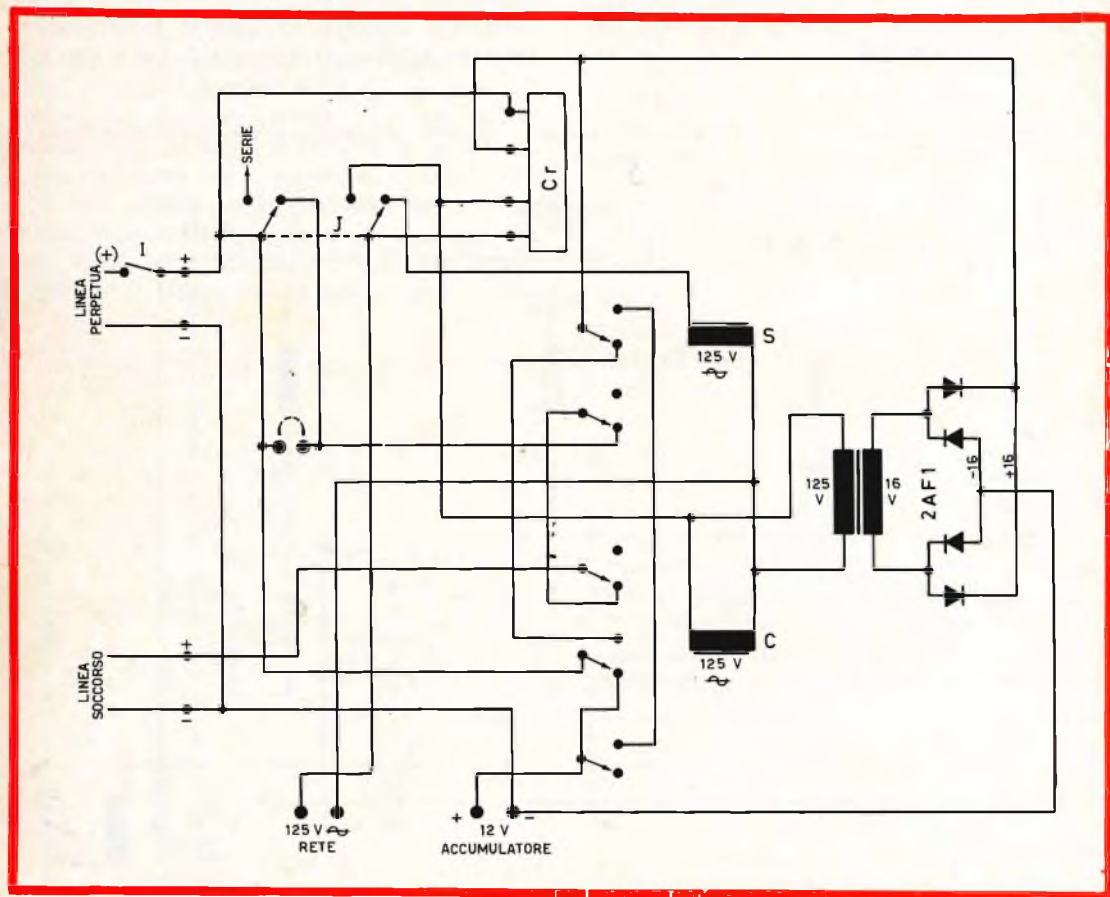 SERIE
J
Cr
LINEA
PERPETUA
(+)
I
+
-
S
125 V
125
V
16
V
2AF1
-16
+16
C
125 V
LINEA
SOCCORSO
+
-
125 V
RETE
+
12 V
-
ACCUMULATORE